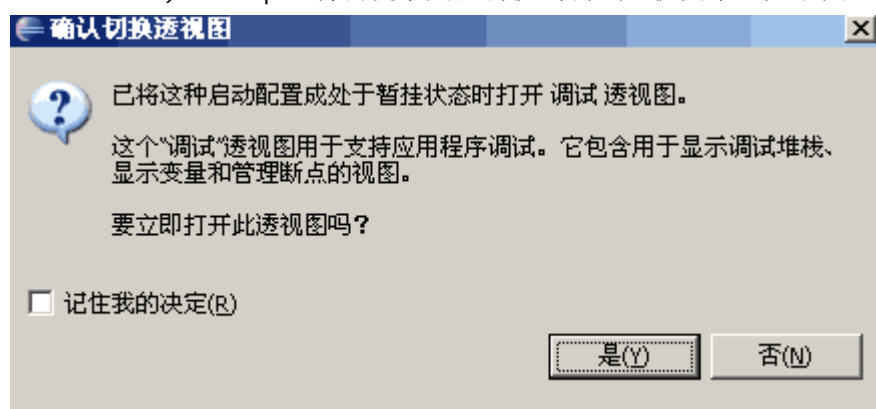 确认切换透视图
已将这种启动配置成处于暂挂状态时打开 调试 透视图。
这个"调试"透视图用于支持应用程序调试。它包含用于显示调试堆栈、
显示变量和管理断点的视图。
要立即打开此透视图吗?
记住我的决定(R)
是(Y)
否(N)